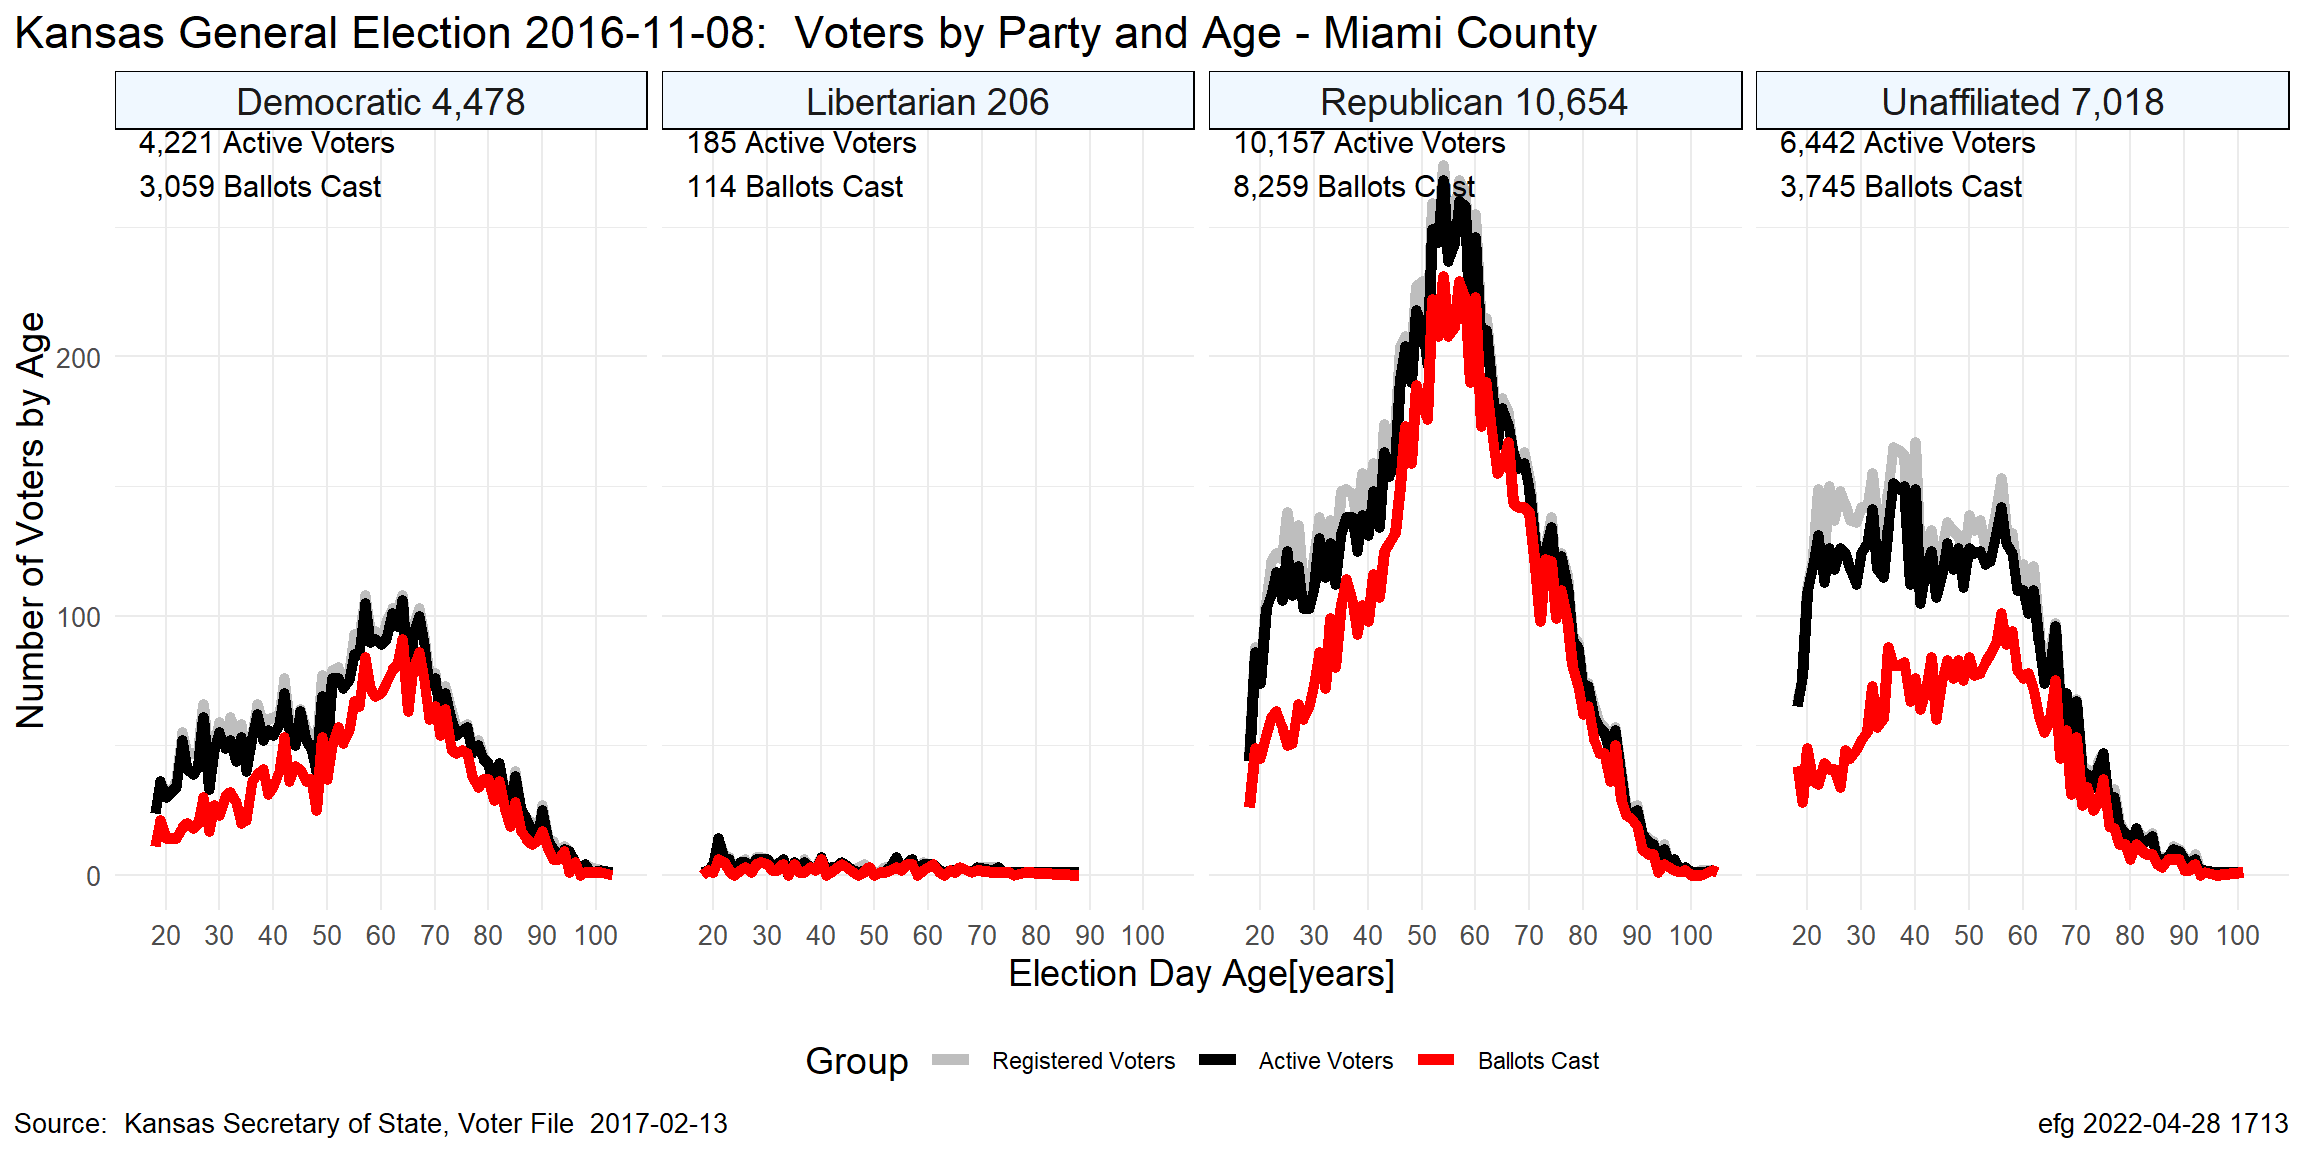 Kansas General Election 2016-11-08:  Voters by Party and Age - Miami County
Democratic 4,478
Libertarian 206
Republican 10,654
Unaffiliated 7,018
4,221 Active Voters
3,059 Ballots Cast
185 Active Voters
114 Ballots Cast
10,157 Active Voters
8,259 Ballots Cast
6,442 Active Voters
3,745 Ballots Cast
Number of Voters by Age
200
100
0
20 30 40 50 60 70 80 90 100
20 30 40 50 60 70 80 90 100
20 30 40 50 60 70 80 90 100
20 30 40 50 60 70 80 90 100
Election Day Age[years]
Group Registered Voters Active Voters Ballots Cast
Source:  Kansas Secretary of State, Voter File  2017-02-13
efg 2022-04-28 1713